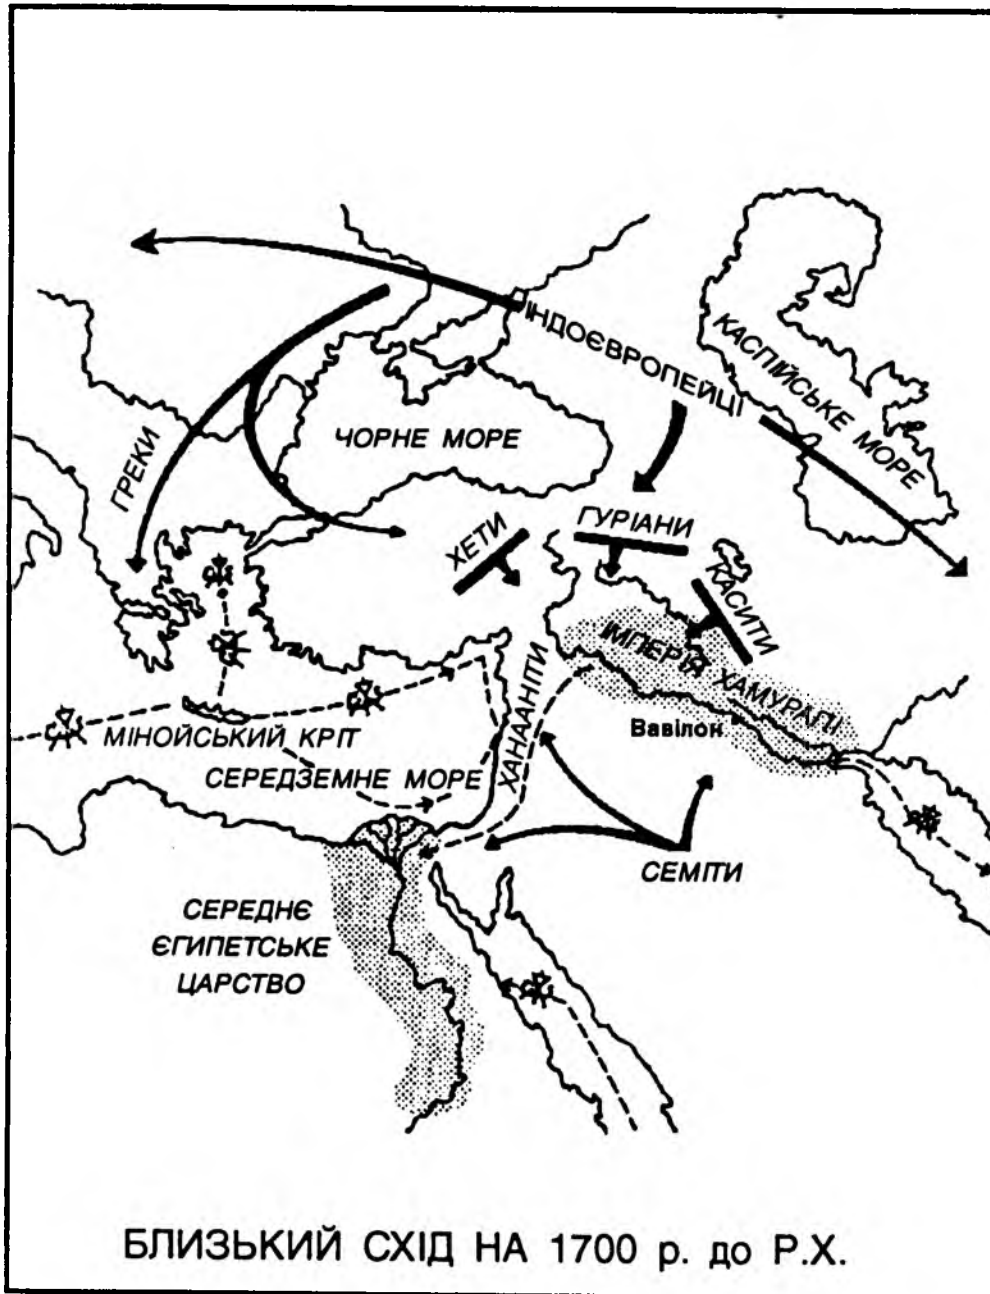 ІНДОЄВРОПЕЙЦІ
КАСПІЙСЬКЕ МОРЕ
ГРЕКИ
ЧОРНЕ МОРЕ
ХЕТИ
ГУРІАНИ
КАСИТИ
ІМПЕРІЯ ХАМУРАПІ
ХАНААНІТИ
Вавілон
МІНОЙСЬКИЙ КРІТ
СЕРЕДЗЕМНЕ МОРЕ
СЕМІТИ
СЕРЕДНЄ
ЄГИПЕТСЬКЕ
ЦАРСТВО
БЛИЗЬКИЙ СХІД НА 1700 р. до Р.Х.